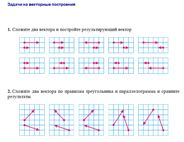 Задачи на векторные построения
1. Сложите два вектора и постройте результирующий вектор
2. Сложите два вектора по правилам треугольника и параллелограмма и сравните
результаты